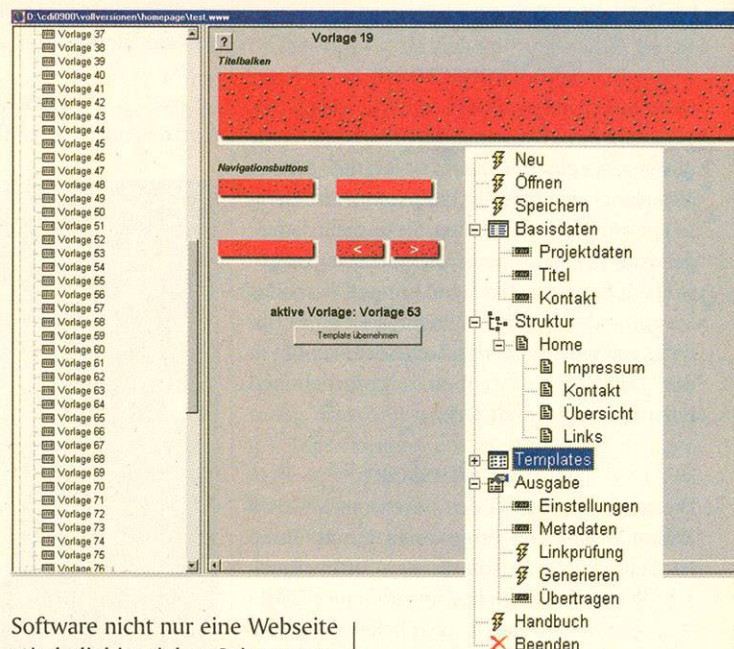 D:\cdi0900\vollversionen\homepage\test.www
Vorlage 37
Vorlage 38
Vorlage 39
Vorlage 40
Vorlage 41
Vorlage 42
Vorlage 43
Vorlage 44
Vorlage 45
Vorlage 46
Vorlage 47
Vorlage 48
Vorlage 49
Vorlage 50
Vorlage 51
Vorlage 52
Vorlage 53
Vorlage 54
Vorlage 55
Vorlage 56
Vorlage 57
Vorlage 58
Vorlage 59
Vorlage 60
Vorlage 61
Vorlage 62
Vorlage 63
Vorlage 64
Vorlage 65
Vorlage 66
Vorlage 67
Vorlage 68
Vorlage 69
Vorlage 70
Vorlage 71
Vorlage 72
Vorlage 73
Vorlage 74
Vorlage 75
Vorlage 76
?
Vorlage 19
Titelbalken
Navigationsbuttons
< >
aktive Vorlage: Vorlage 53
Template übernehmen
Neu
Öffnen
Speichern
Basisdaten
Projektdaten
Titel
Kontakt
Struktur
Home
Impressum
Kontakt
Übersicht
Links
Templates
Ausgabe
Einstellungen
Metadaten
Linkprüfung
Generieren
Übertragen
Handbuch
Beenden
Software nicht nur eine Webseite